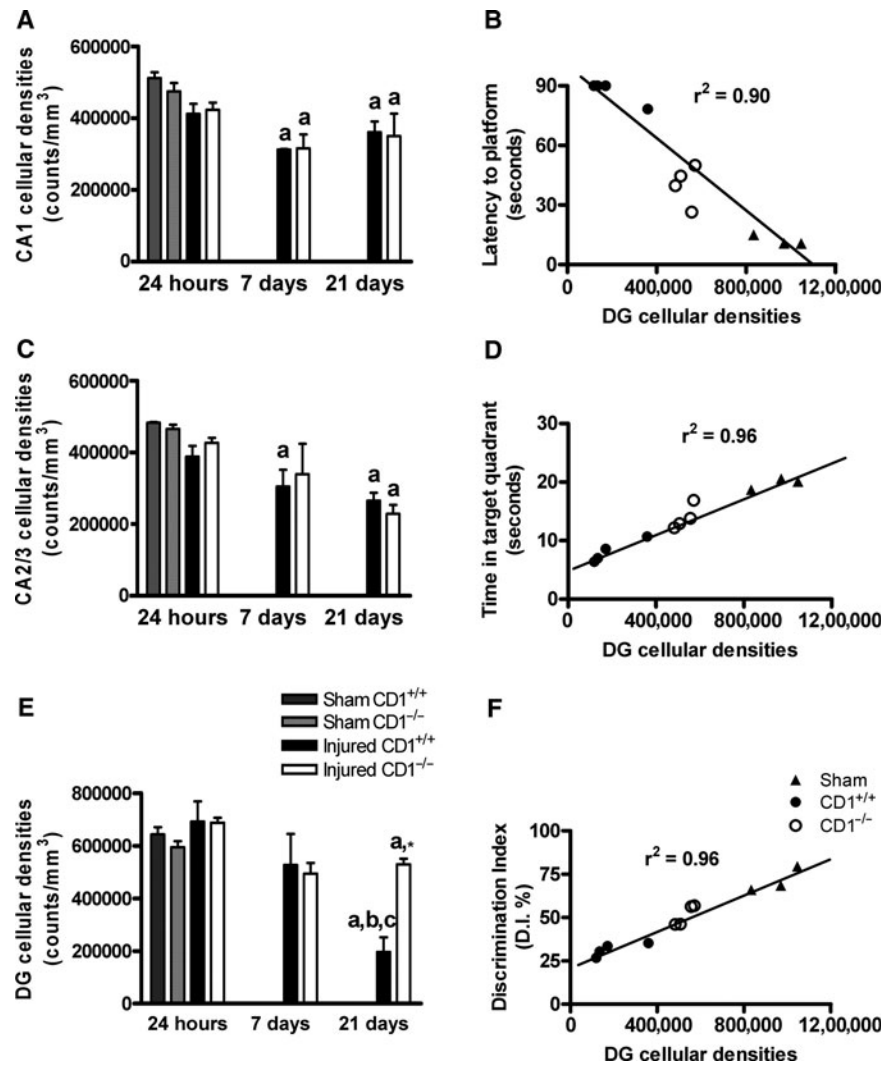 A
CA1 cellular densities
(counts/mm³)
600000
400000
200000
0
a a
a a
24 hours 7 days 21 days
B
Latency to platform
(seconds)
90
60
30
0
r² = 0.90
0 400,000 800,000 12,00,000
DG cellular densities
C
CA2/3 cellular densities
(counts/mm³)
600000
400000
200000
0
a
a a
24 hours 7 days 21 days
D
Time in target quadrant
(seconds)
30
20
10
0
r² = 0.96
0 400,000 800,000 12,00,000
DG cellular densities
E
Sham CD1+/+
Sham CD1−/−
Injured CD1+/+
Injured CD1−/−
DG cellular densities
(counts/mm³)
800000
600000
400000
200000
0
a,*
a,b,c
24 hours 7 days 21 days
F
Sham
CD1+/+
CD1−/−
Discrimination Index
(D.I. %)
100
75
50
25
0
r² = 0.96
0 400,000 800,000 12,00,000
DG cellular densities